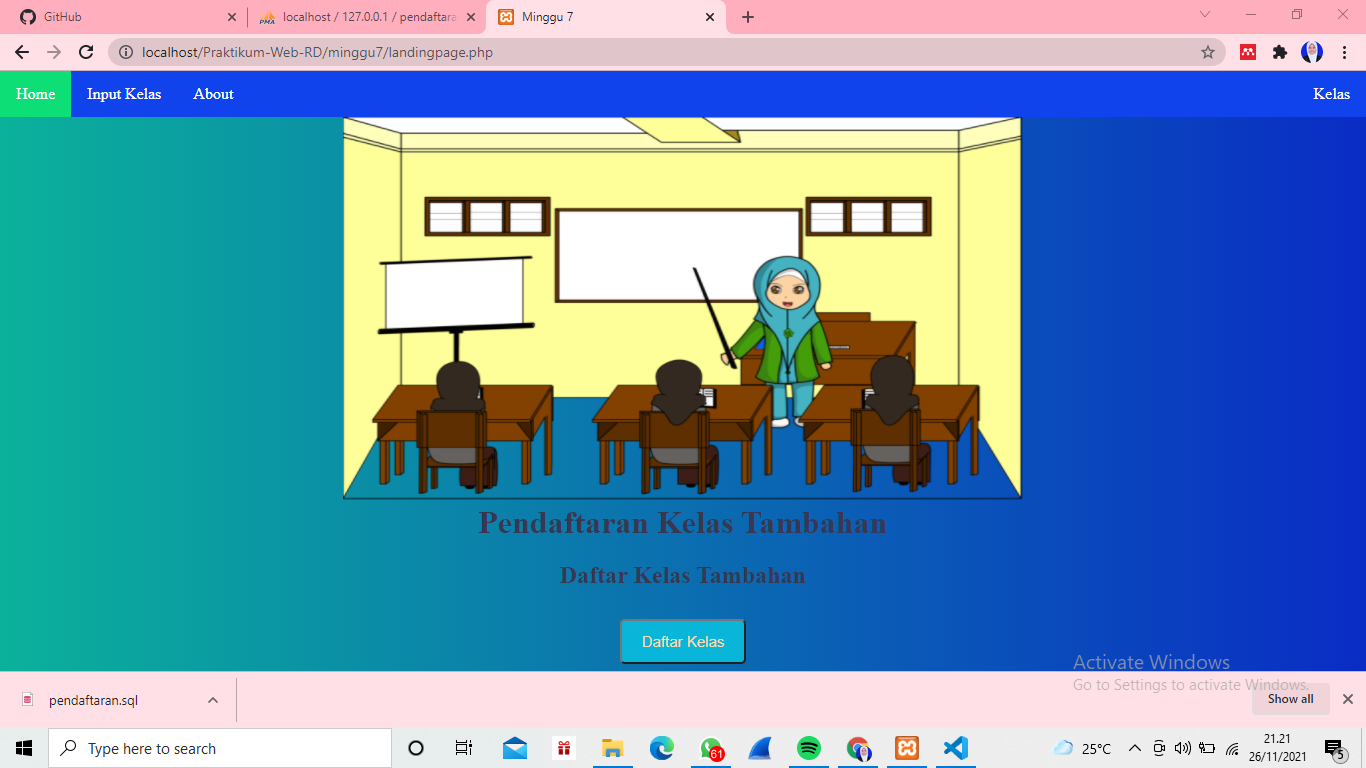 GitHub
localhost / 127.0.0.1 / pendaftara
Minggu 7
localhost/Praktikum-Web-RD/minggu7/landingpage.php
Home Input Kelas About Kelas
Pendaftaran Kelas Tambahan
Daftar Kelas Tambahan
Daftar Kelas
Activate Windows
Go to Settings to activate Windows.
pendaftaran.sql
Show all
Type here to search
61
25°C
21.21
26/11/2021
5